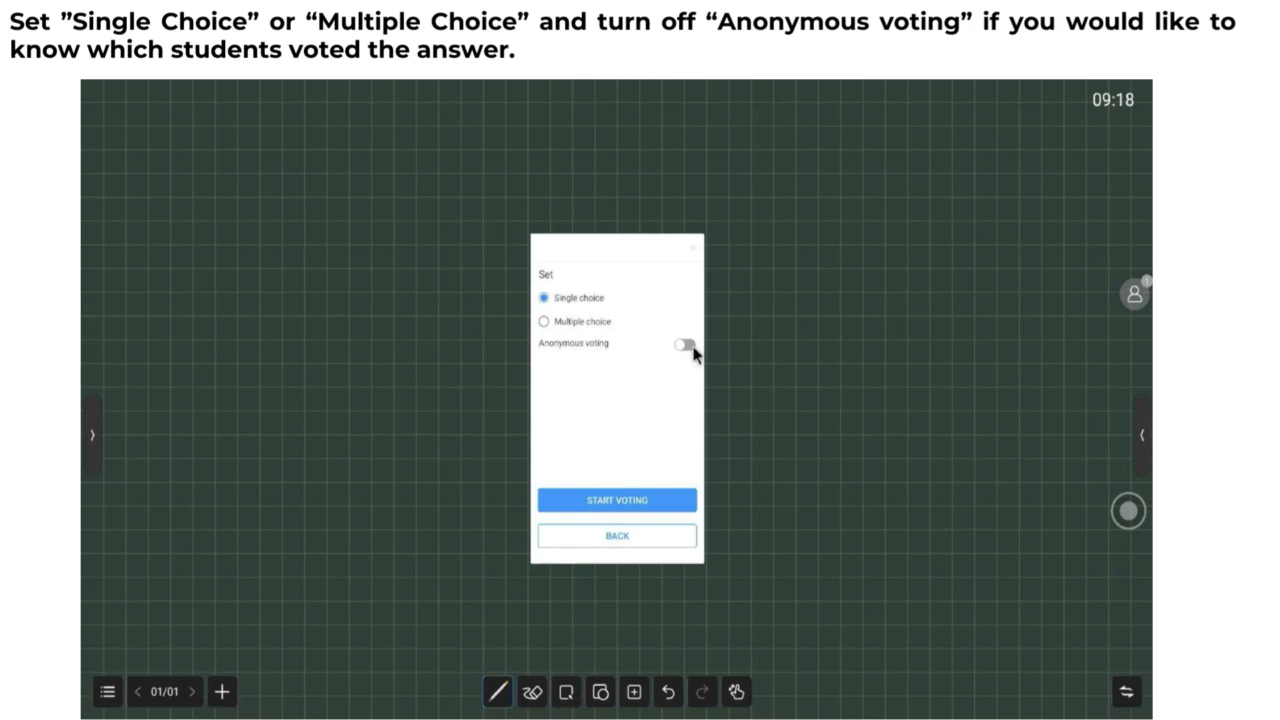 Set ”Single Choice” or “Multiple Choice” and turn off “Anonymous voting” if you would like to
know which students voted the answer.
09:18
Set
Single choice
Multiple choice
Anonymous voting
1
START VOTING
BACK
01/01